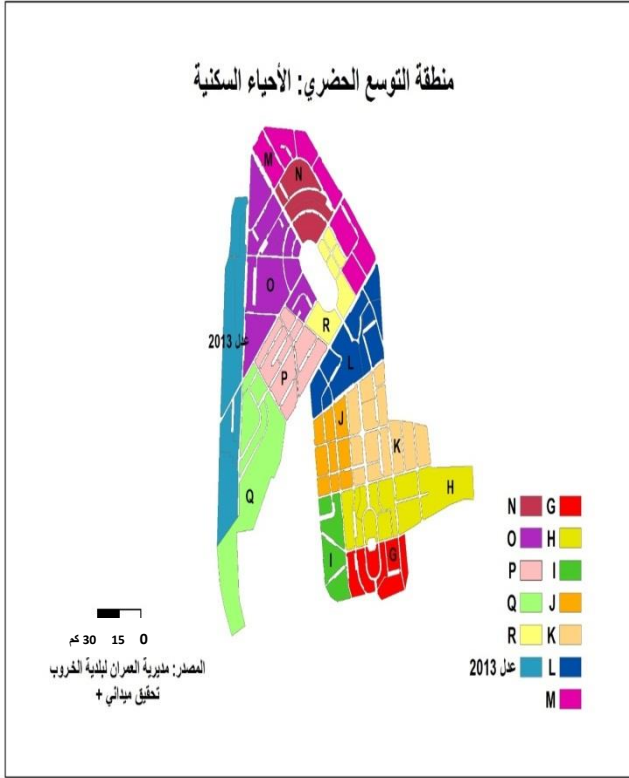 منطقة التوسع الحضري: الأحياء السكنية
M
N
O
عدل 2013
R
L
P
J
K
Q
H
I
G
G N
H O
I P
J Q
K R
L عدل 2013
M
0 15 30 كم
المصدر: مديرية العمران لبلدية الخروب
تحقيق ميداني +